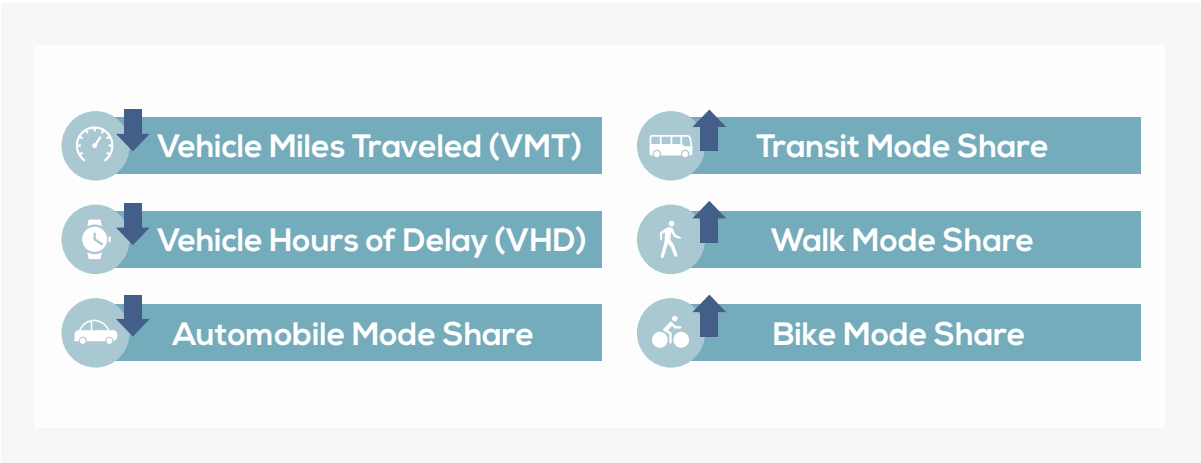 Vehicle Miles Traveled (VMT)
Vehicle Hours of Delay (VHD)
Automobile Mode Share
Transit Mode Share
Walk Mode Share
Bike Mode Share